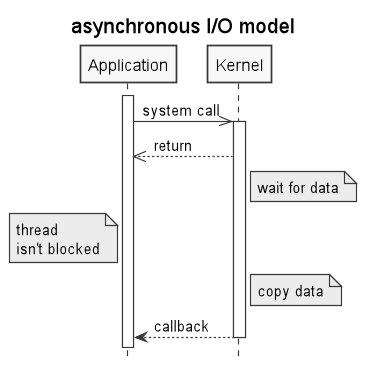 asynchronous I/O model
Application
Kernel
system call
return
wait for data
thread
isn't blocked
copy data
callback